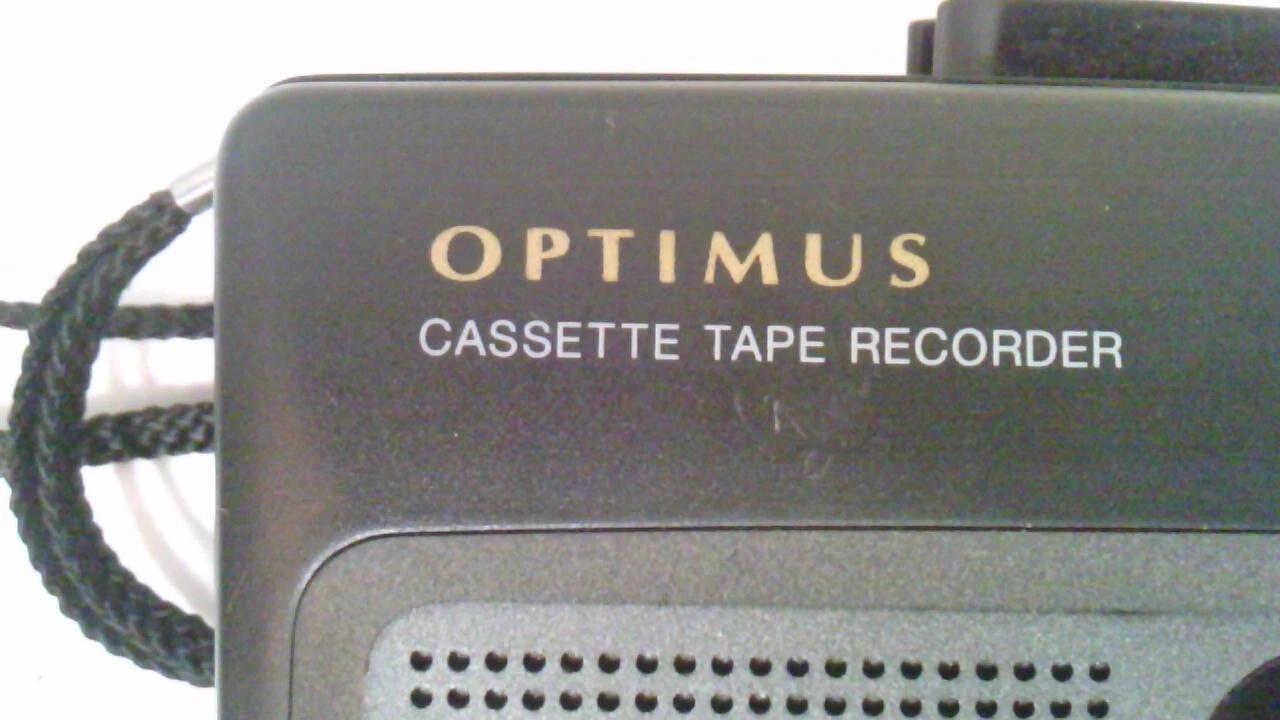 OPTIMUS
CASSETTE TAPE RECORDER